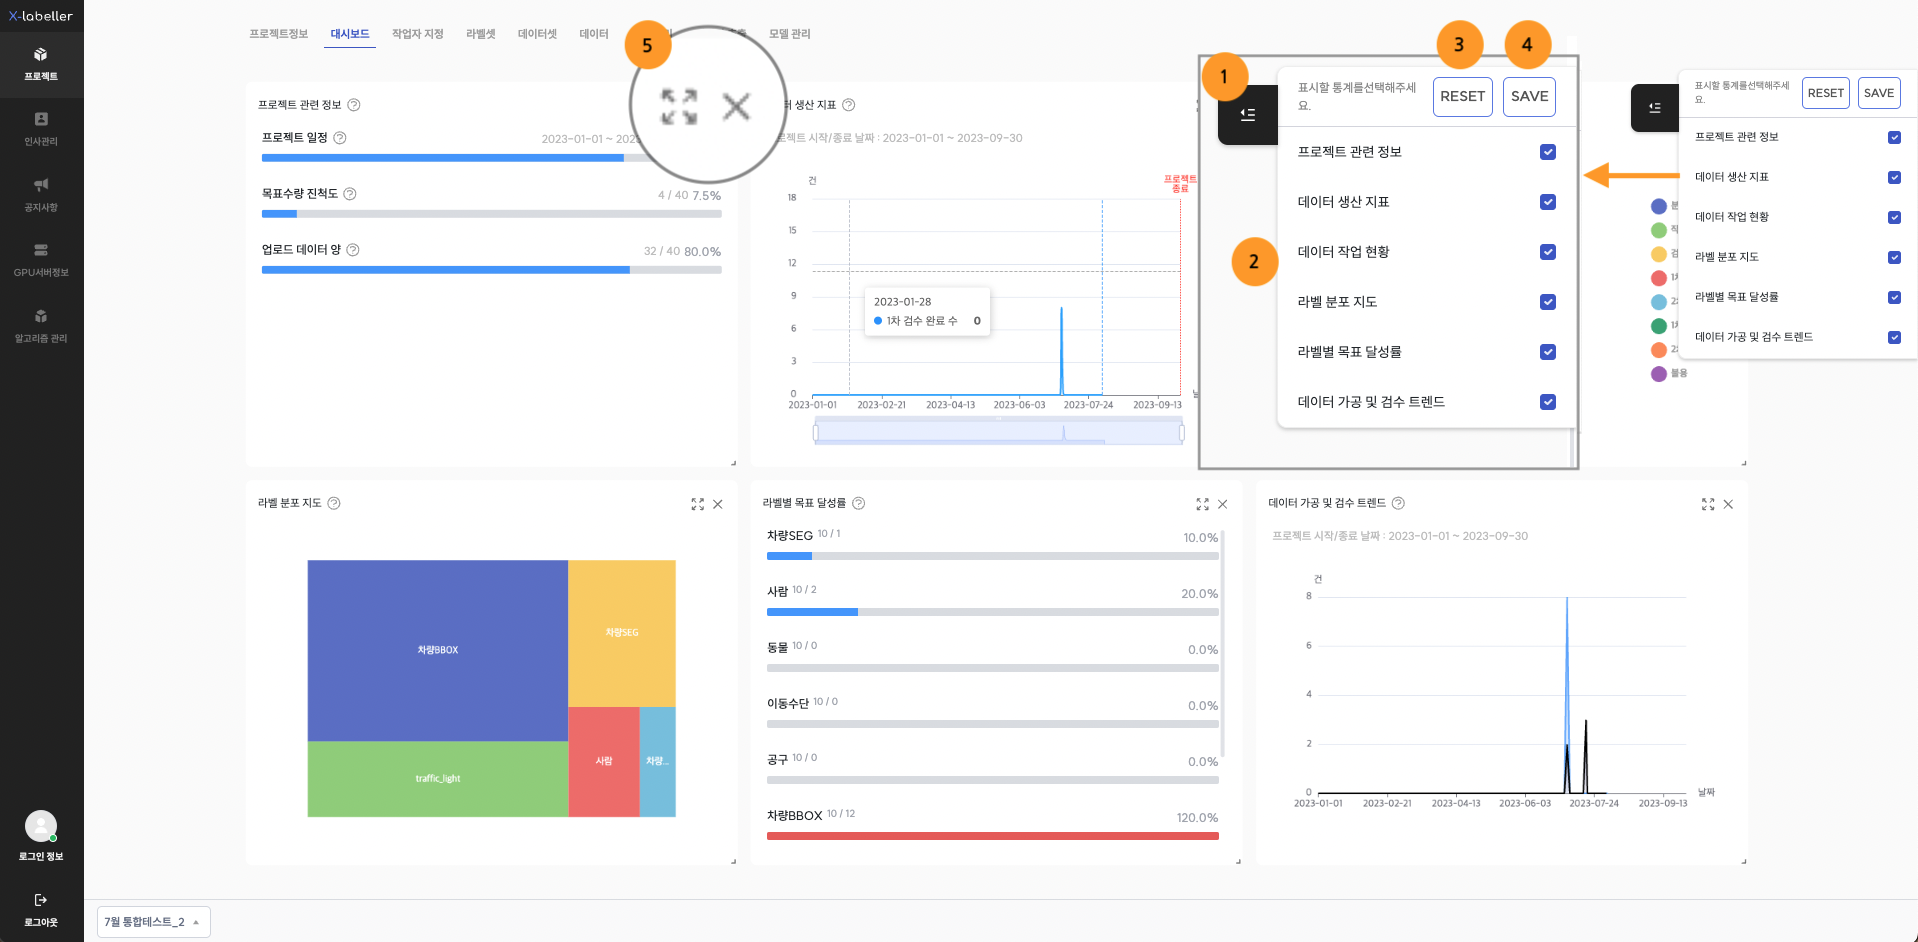 X-labeller
프로젝트
인사관리
공지사항
GPU서버정보
알고리즘 관리
로그인 정보
로그아웃
프로젝트정보
대시보드
작업자 지정
라벨셋
데이터셋
데이터
모델 관리
5
프로젝트 관련 정보
프로젝트 일정
2023-01-01 ~ 202
목표수량 진척도
4 / 40 7.5%
업로드 데이터 양
32 / 40 80.0%
터 생산 지표
로젝트 시작/종료 날짜 : 2023-01-01 ~ 2023-09-30
건
프로젝트
종료
18
15
12
9
6
3
0
2023-01-28
1차 검수 완료 수 0
2023-01-01
2023-02-21
2023-04-13
2023-06-03
2023-07-24
2023-09-13
1
2
3
4
표시할 통계를선택해주세
요.
RESET
SAVE
프로젝트 관련 정보
데이터 생산 지표
데이터 작업 현황
라벨 분포 지도
라벨별 목표 달성률
데이터 가공 및 검수 트렌드
표시할 통계를선택해주세
요.
RESET
SAVE
프로젝트 관련 정보
데이터 생산 지표
데이터 작업 현황
라벨 분포 지도
라벨별 목표 달성률
데이터 가공 및 검수 트렌드
불용
라벨 분포 지도
차량BBOX
차량SEG
traffic_light
사람
차량...
라벨별 목표 달성률
차량SEG 10 / 1
10.0%
사람 10 / 2
20.0%
동물 10 / 0
0.0%
이동수단 10 / 0
0.0%
공구 10 / 0
0.0%
차량BBOX 10 / 12
120.0%
데이터 가공 및 검수 트렌드
프로젝트 시작/종료 날짜 : 2023-01-01 ~ 2023-09-30
건
8
6
4
2
0
날짜
2023-01-01
2023-02-21
2023-04-13
2023-06-03
2023-07-24
2023-09-13
7월 통합테스트_2